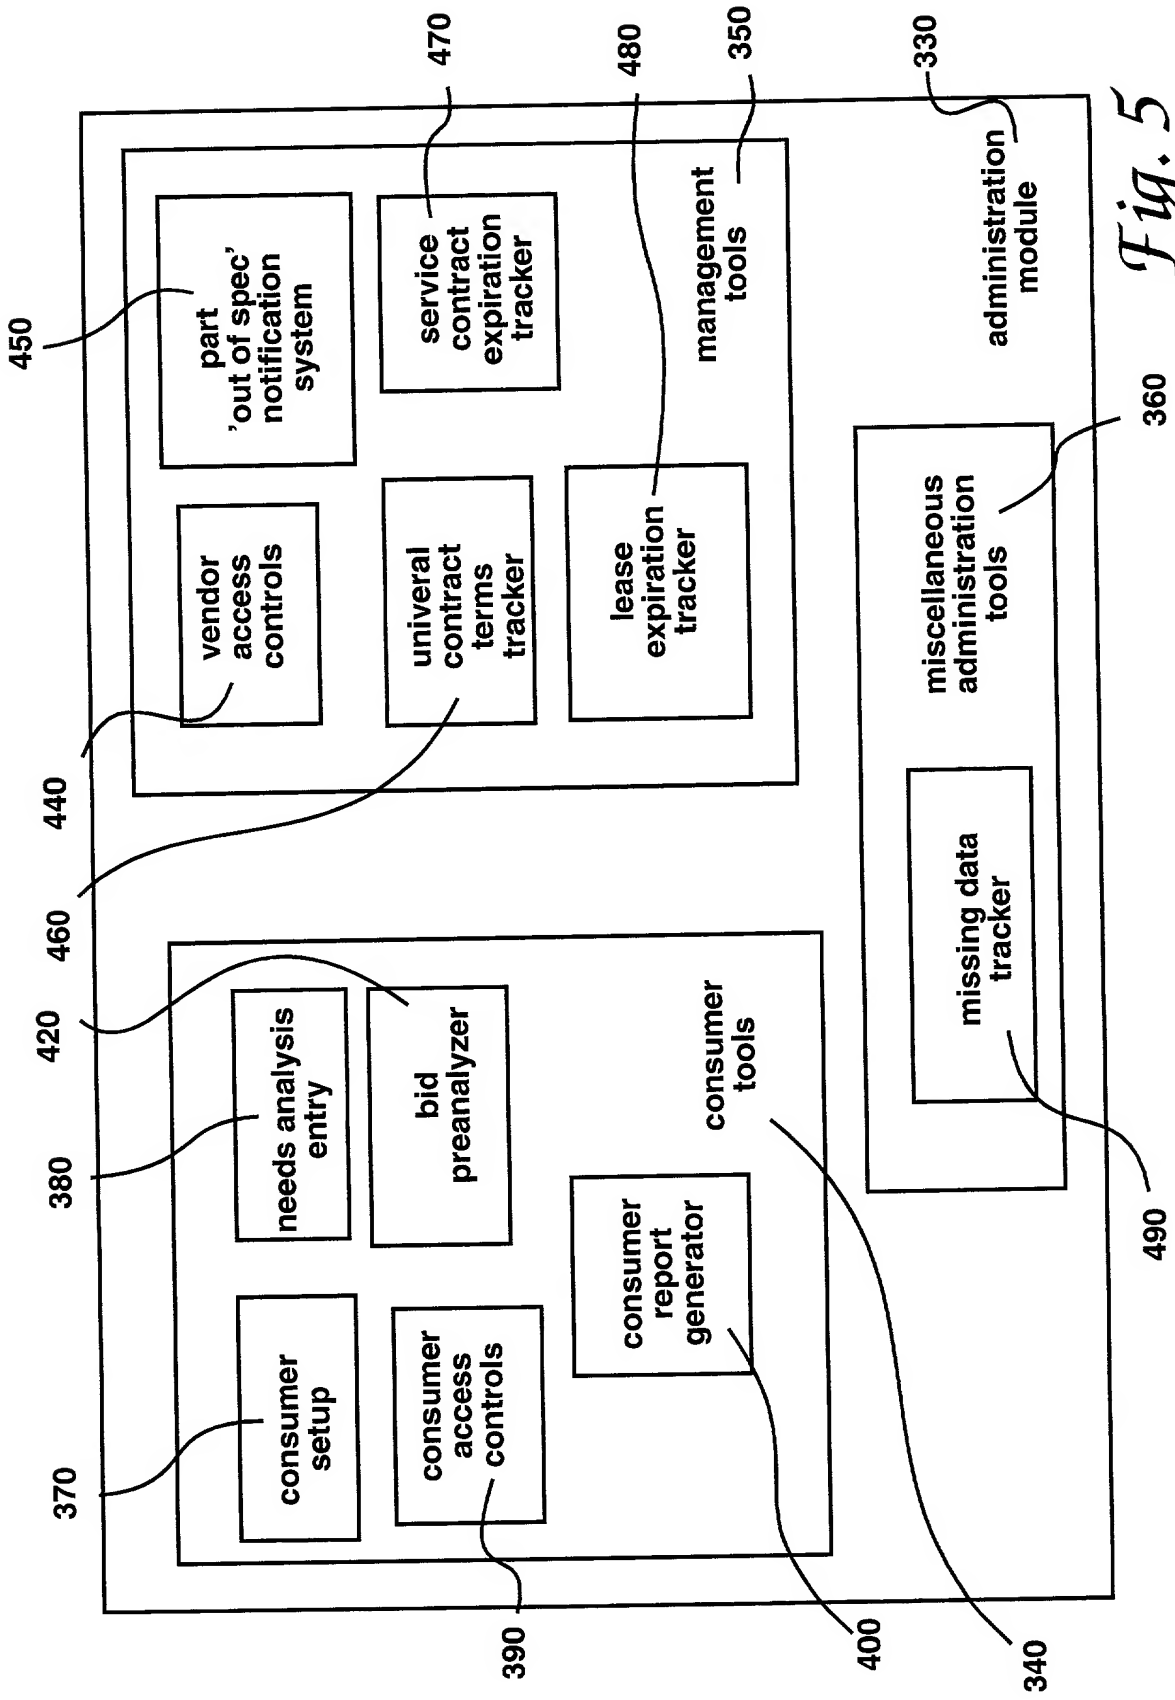 370
380
420
460
440
450
consumer
setup
needs analysis
entry
vendor
access
controls
part
'out of spec'
notification
system
consumer
access
controls
bid
preanalyzer
univeral
contract
terms
tracker
service
contract
expiration
tracker
470
390
consumer
report
generator
lease
expiration
tracker
480
consumer
tools
management
tools
350
400
missing data
tracker
miscellaneous
administration
tools
administration
module
330
340
490
360
Fig. 5